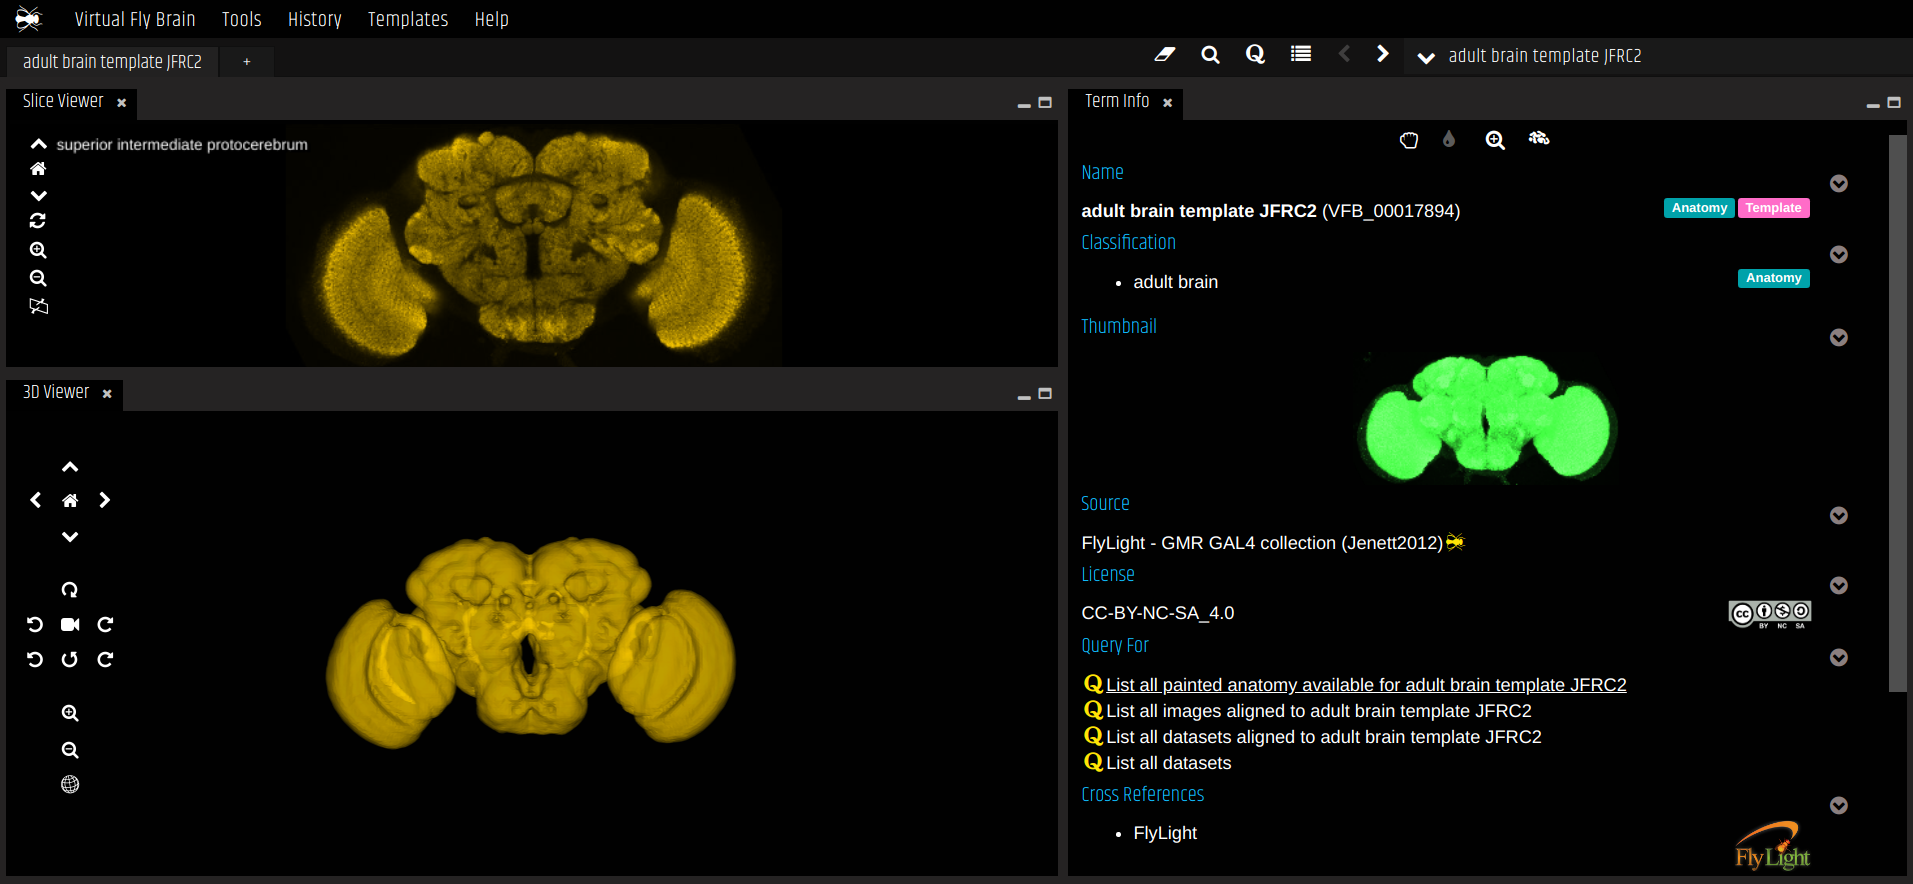 Virtual Fly Brain Tools History Templates Help
adult brain template JFRC2 +
Q
adult brain template JFRC2
Slice Viewer
superior intermediate protocerebrum
3D Viewer
Term Info
Name
adult brain template JFRC2 (VFB_00017894) Anatomy Template
Classification
• adult brain Anatomy
Thumbnail
Source
FlyLight - GMR GAL4 collection (Jenett2012)
License
CC-BY-NC-SA_4.0 cc BY NC SA
Query For
Q List all painted anatomy available for adult brain template JFRC2
Q List all images aligned to adult brain template JFRC2
Q List all datasets aligned to adult brain template JFRC2
Q List all datasets
Cross References
• FlyLight
FlyLight